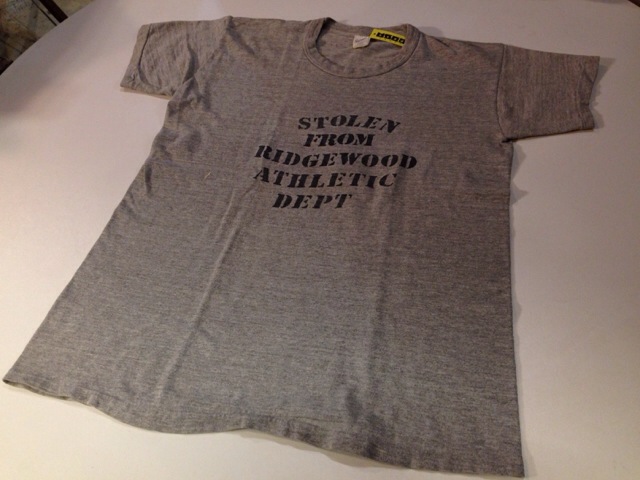 STOLEN
FROM
RIDGEWOOD
ATHLETIC
DEPT